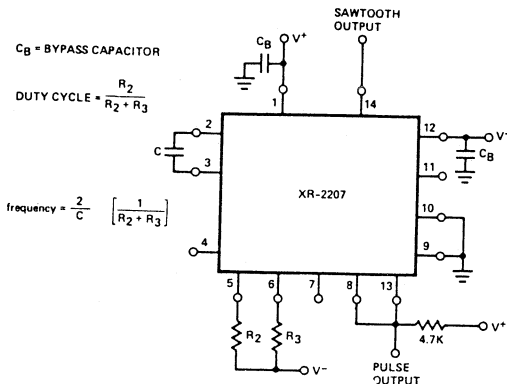 SAWTOOTH
OUTPUT
C_B = BYPASS CAPACITOR
C_B
V+
DUTY CYCLE = R2 / (R2 + R3)
1
14
2
12
V-
C
3
C_B
11
XR-2207
frequency = 2/C [1 / (R2 + R3)]
10
4
9
5
6
7
8
13
R2
R3
4.7K
V+
V-
PULSE
OUTPUT